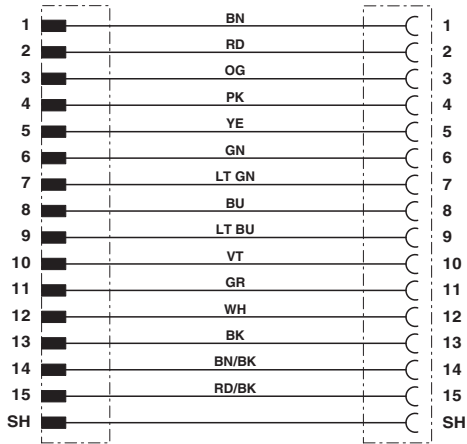 1 BN 1
2 RD 2
3 OG 3
4 PK 4
5 YE 5
6 GN 6
7 LT GN 7
8 BU 8
9 LT BU 9
10 VT 10
11 GR 11
12 WH 12
13 BK 13
14 BN/BK 14
15 RD/BK 15
SH SH